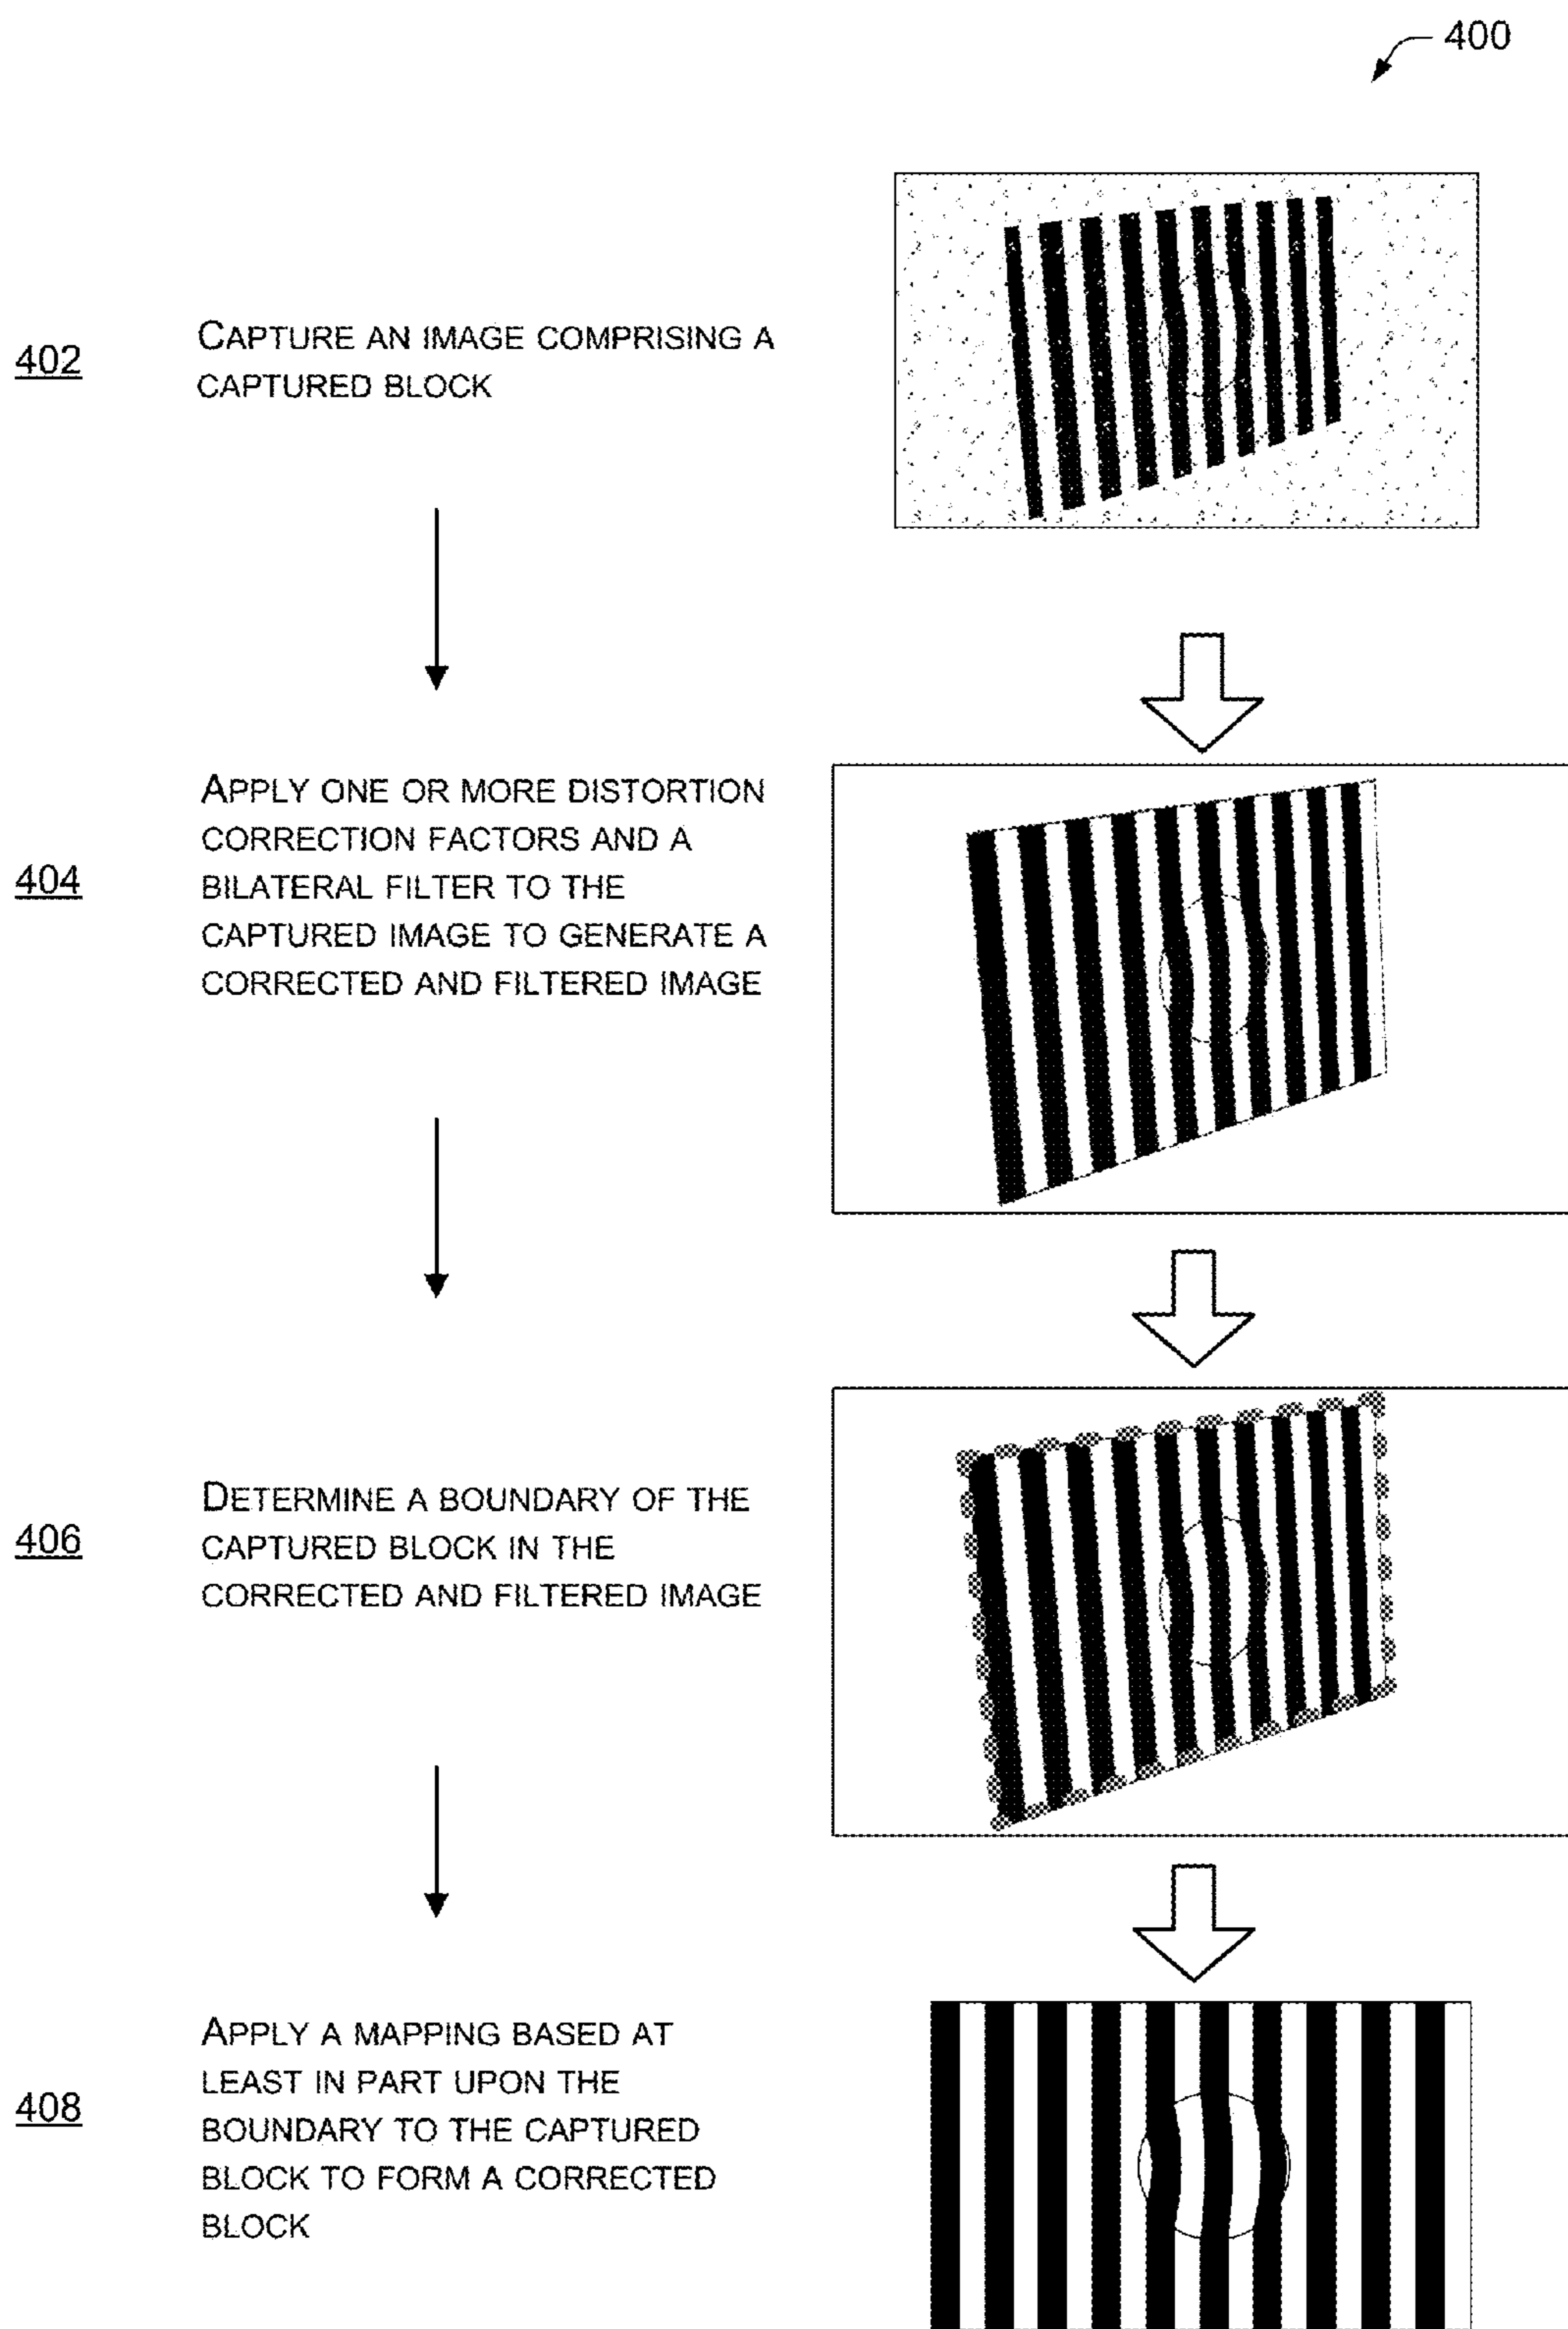 400
402
CAPTURE AN IMAGE COMPRISING A
CAPTURED BLOCK
404
APPLY ONE OR MORE DISTORTION
CORRECTION FACTORS AND A
BILATERAL FILTER TO THE
CAPTURED IMAGE TO GENERATE A
CORRECTED AND FILTERED IMAGE
406
DETERMINE A BOUNDARY OF THE
CAPTURED BLOCK IN THE
CORRECTED AND FILTERED IMAGE
408
APPLY A MAPPING BASED AT
LEAST IN PART UPON THE
BOUNDARY TO THE CAPTURED
BLOCK TO FORM A CORRECTED
BLOCK